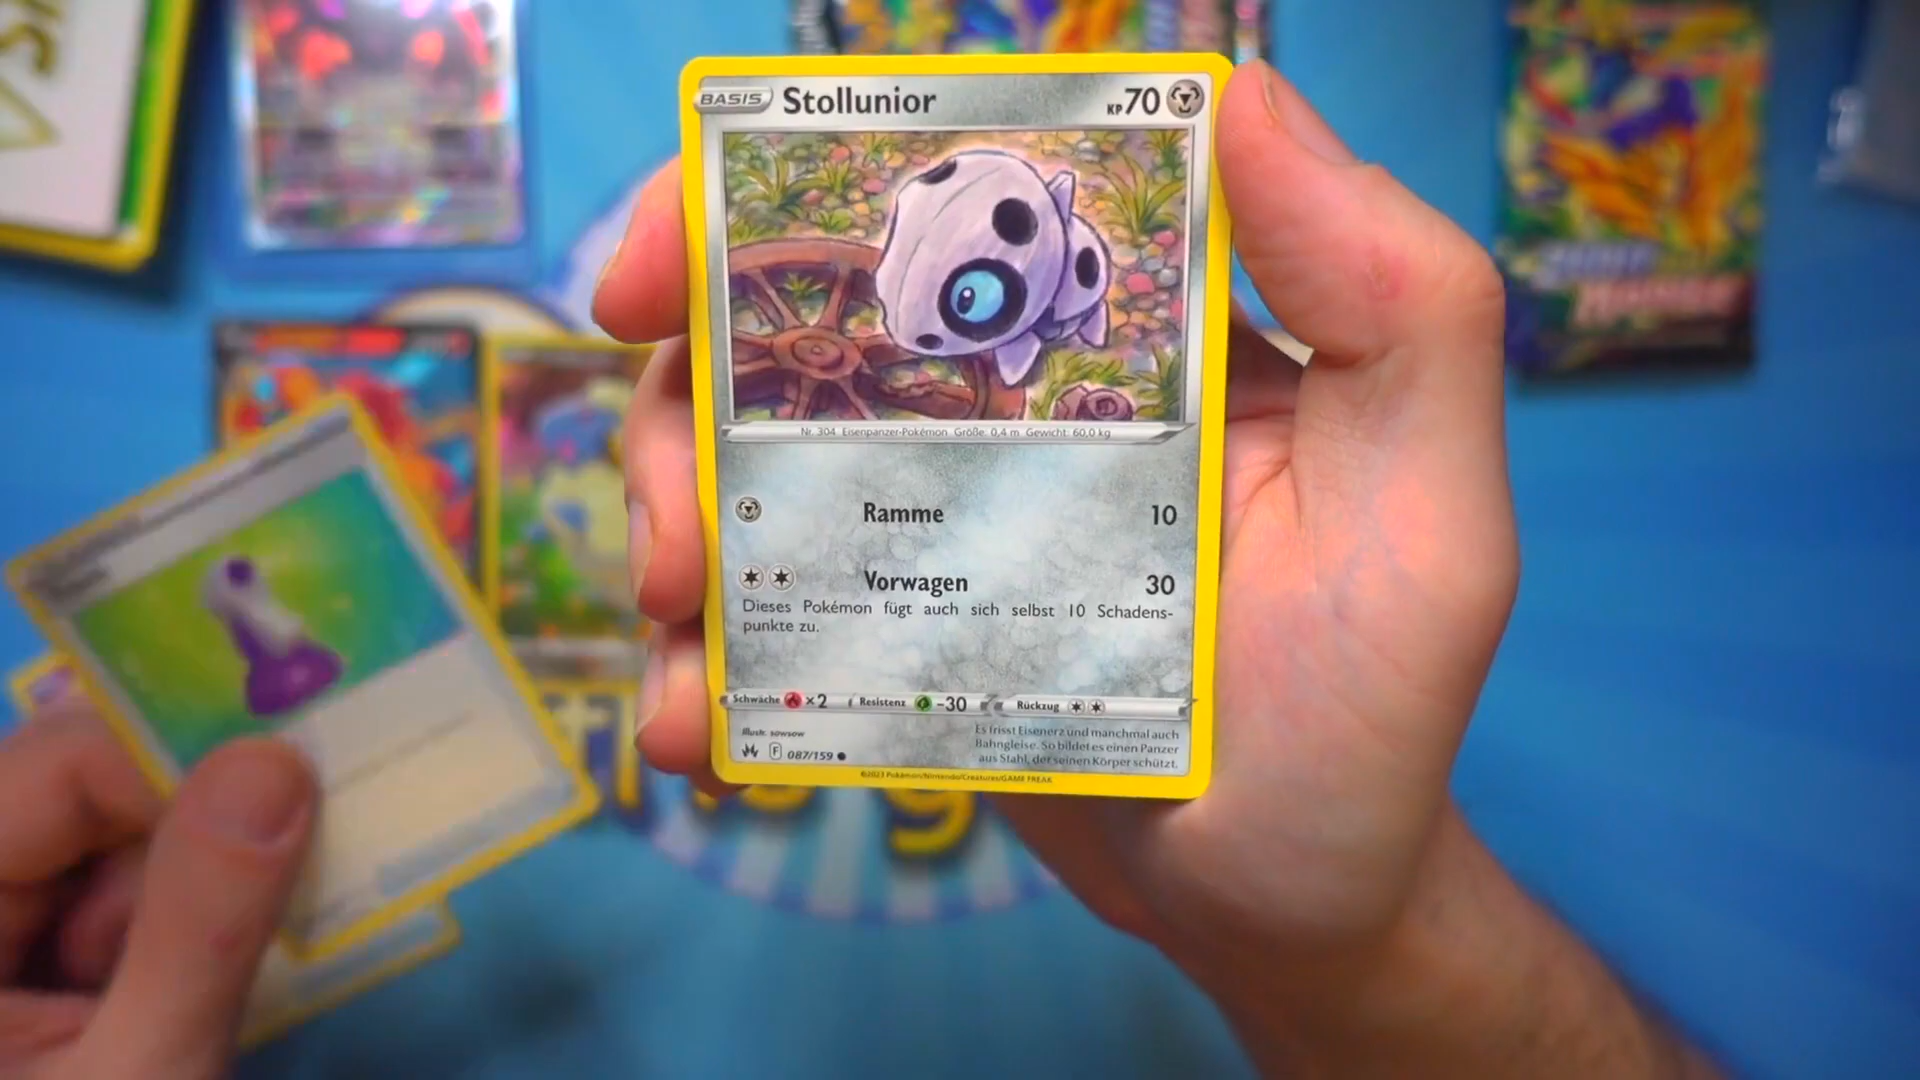 BASIS Stollunior KP70
Nr. 304 Eisenpanzer-Pokémon Größe: 0,4 m Gewicht: 60,0 kg
Ramme 10
Vorwagen 30
Dieses Pokémon fügt auch sich selbst 10 Schadens-
punkte zu.
Schwäche ×2 Resistenz -30 Rückzug
Illustr. sowsow
F 087/159
Es frisst Eisenerz und manchmal auch
Bahngleise. So bildet es einen Panzer
aus Stahl, der seinen Körper schützt.
©2023 Pokémon/Nintendo/Creatures/GAME FREAK